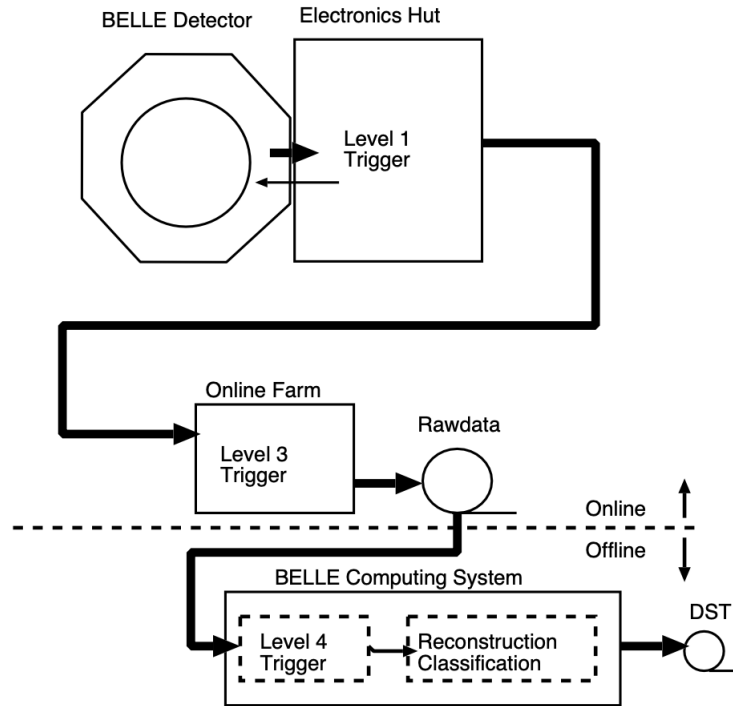 BELLE Detector
Electronics Hut
Level 1
Trigger
Online Farm
Level 3
Trigger
Rawdata
Online
Offline
BELLE Computing System
Level 4
Trigger
Reconstruction
Classification
DST